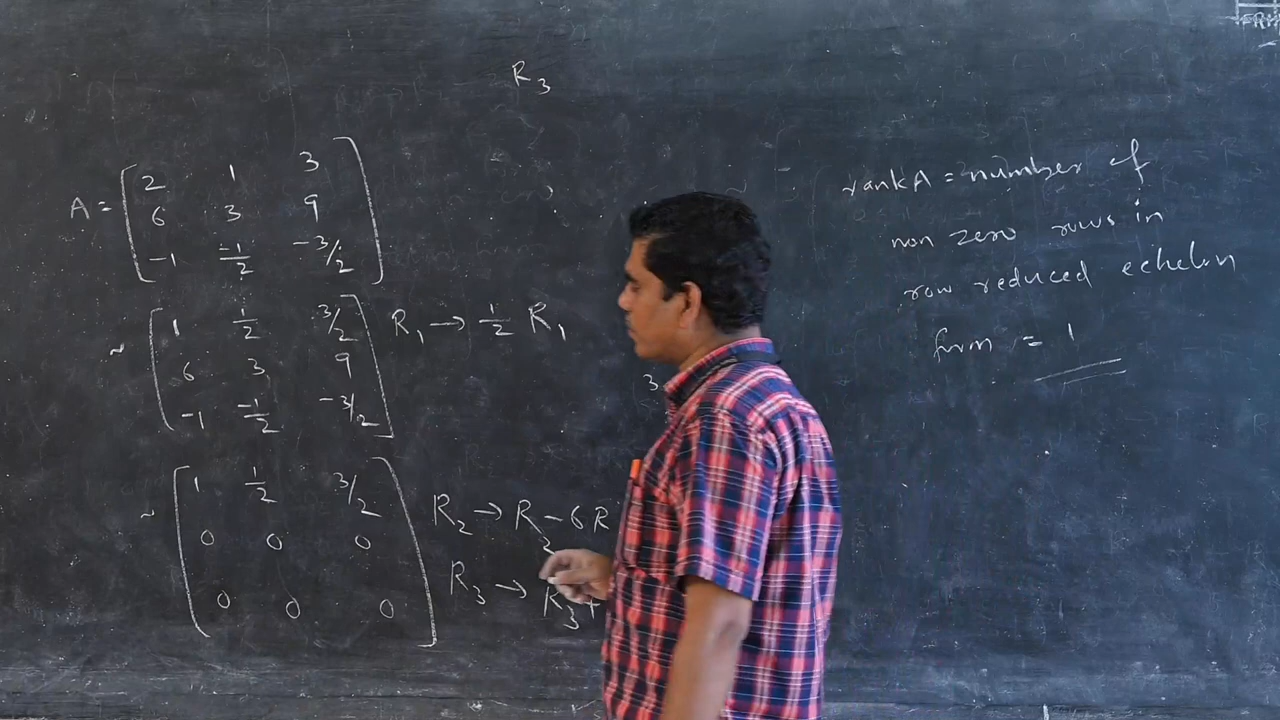 R₃
A = [ 2 1 3
6 3 9
-1 -1/2 -3/2 ]
~ [ 1 1/2 3/2 ] R₁ → 1/2 R₁
6 3 9
-1 -1/2 -3/2 ]
~ [ 1 1/2 3/2
0 0 0 ] R₂ → R₂ - 6 R
0 0 0 ] R₃ → R₃ +
3
rank A = number of
non zero rows in
row reduced echelon
form = 1